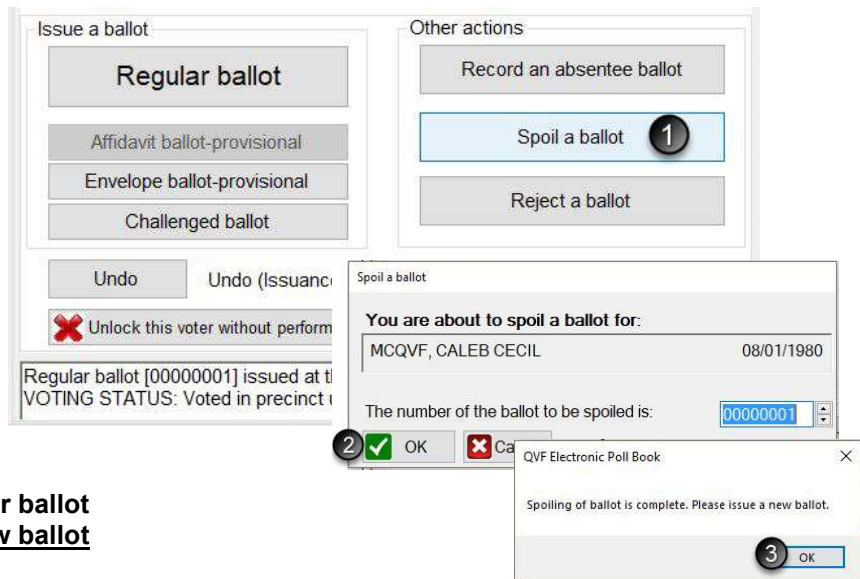 Issue a ballot
Regular ballot
Affidavit ballot-provisional
Envelope ballot-provisional
Challenged ballot
Undo
Undo (Issuanc
Unlock this voter without perform
Regular ballot [00000001] issued at t
VOTING STATUS: Voted in precinct
Other actions
Record an absentee ballot
Spoil a ballot 1
Reject a ballot
Spoil a ballot
You are about to spoil a ballot for:
MCQVF, CALEB CECIL 08/01/1980
The number of the ballot to be spoiled is: 00000001
2 OK Ca
QVF Electronic Poll Book
Spoiling of ballot is complete. Please issue a new ballot.
3 OK
r ballot
w ballot